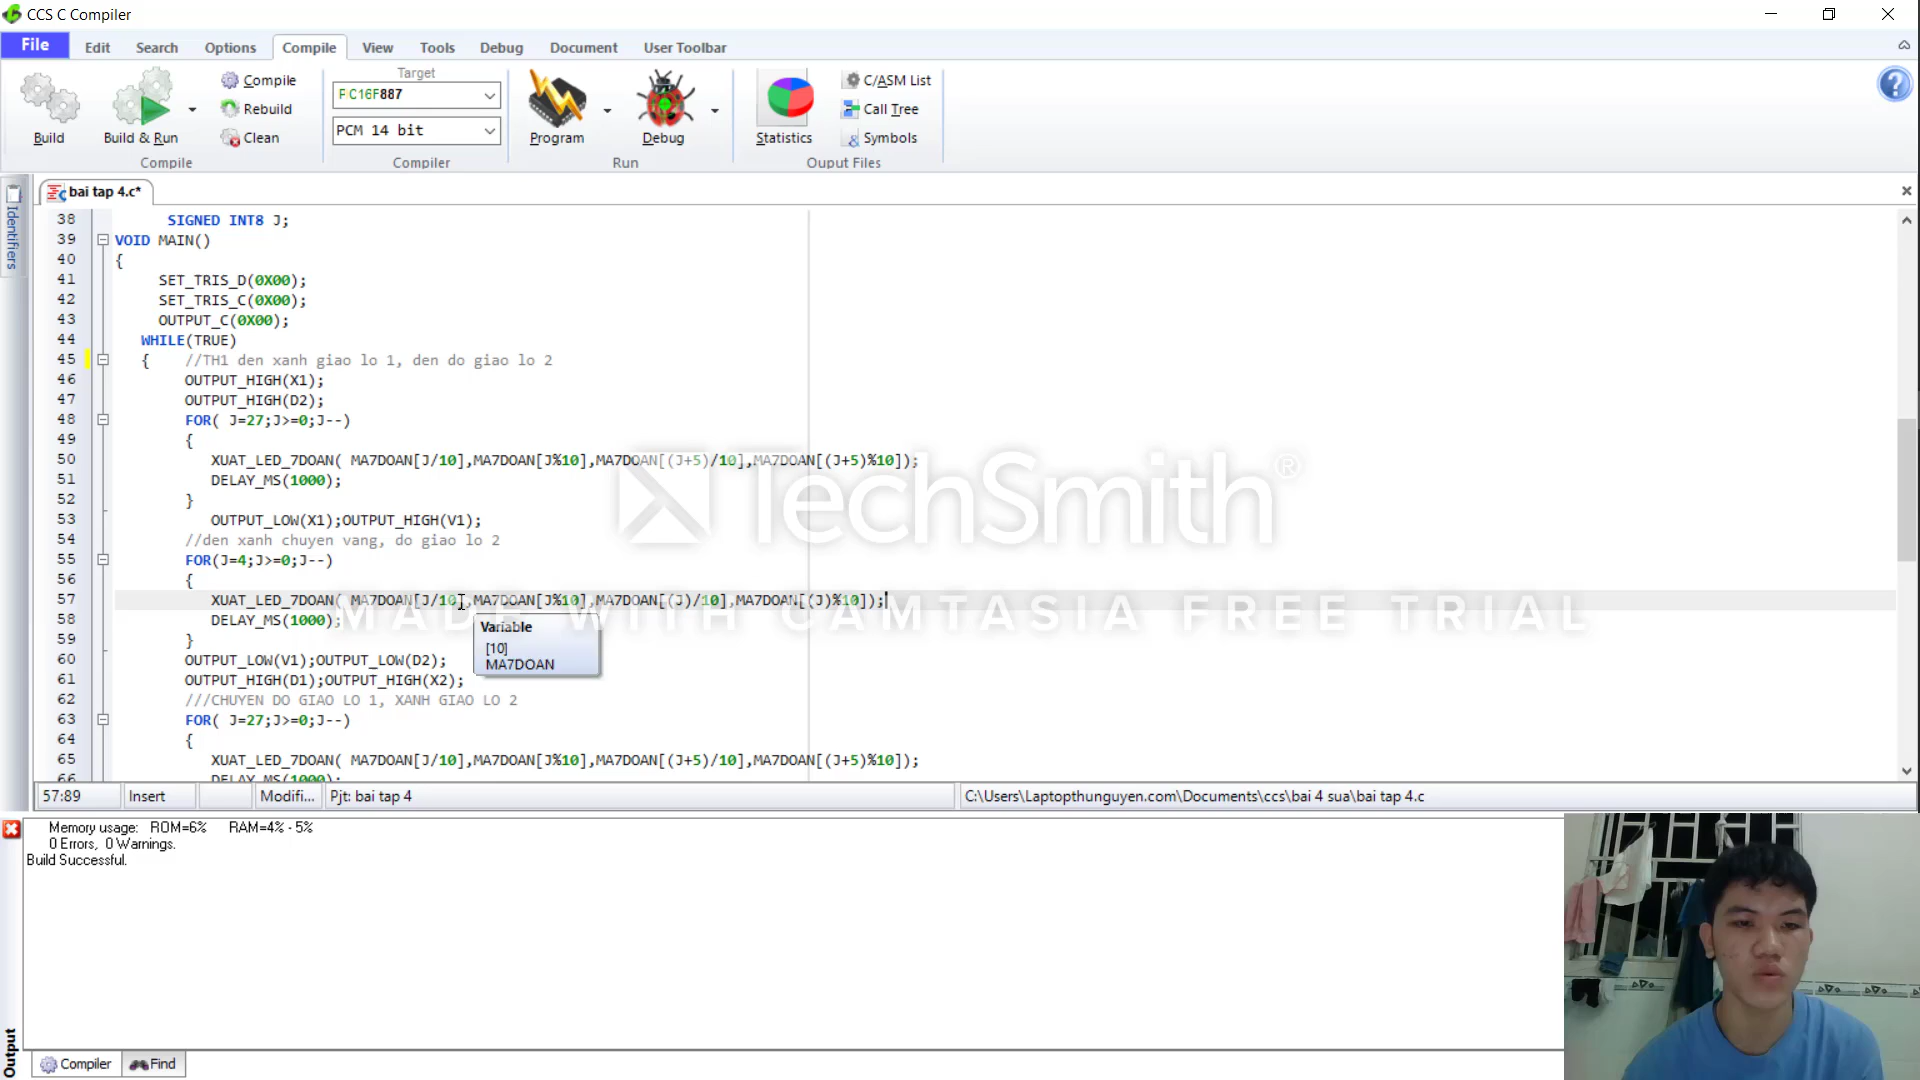 CCS C Compiler
File Edit Search Options Compile View Tools Debug Document User Toolbar
Build
Build & Run
Compile
Rebuild
Clean
Compile
Target
PIC16F887
PCM 14 bit
Compiler
Program
Debug
Run
Statistics
C/ASM List
Call Tree
Symbols
Ouput Files
Identifiers
bai tap 4.c*
38 SIGNED INT8 J;
39 VOID MAIN()
40 {
41 SET_TRIS_D(0X00);
42 SET_TRIS_C(0X00);
43 OUTPUT_C(0X00);
44 WHILE(TRUE)
45 { //TH1 den xanh giao lo 1, den do giao lo 2
46 OUTPUT_HIGH(X1);
47 OUTPUT_HIGH(D2);
48 FOR( J=27;J>=0;J--)
49 {
50 XUAT_LED_7DOAN( MA7DOAN[J/10],MA7DOAN[J%10],MA7DOAN[(J+5)/10],MA7DOAN[(J+5)%10]);
51 DELAY_MS(1000);
52 }
53 OUTPUT_LOW(X1);OUTPUT_HIGH(V1);
54 //den xanh chuyen vang, do giao lo 2
55 FOR(J=4;J>=0;J--)
56 {
57 XUAT_LED_7DOAN( MA7DOAN[J/10],MA7DOAN[J%10],MA7DOAN[(J)/10],MA7DOAN[(J)%10]);
58 DELAY_MS(1000);
59 }
60 OUTPUT_LOW(V1);OUTPUT_LOW(D2);
61 OUTPUT_HIGH(D1);OUTPUT_HIGH(X2);
62 ///CHUYEN DO GIAO LO 1, XANH GIAO LO 2
63 FOR( J=27;J>=0;J--)
64 {
65 XUAT_LED_7DOAN( MA7DOAN[J/10],MA7DOAN[J%10],MA7DOAN[(J+5)/10],MA7DOAN[(J+5)%10]);
66 DELAY_MS(1000);
Variable
[10]
MA7DOAN
TechSmith®
MADE WITH CAMTASIA FREE TRIAL
57:89 Insert Modifi... Pjt: bai tap 4 C:\Users\Laptopthunguyen.com\Documents\ccs\bai 4 sua\bai tap 4.c
Memory usage: ROM=6% RAM=4% - 5%
0 Errors, 0 Warnings.
Build Successful.
Output
Compiler Find